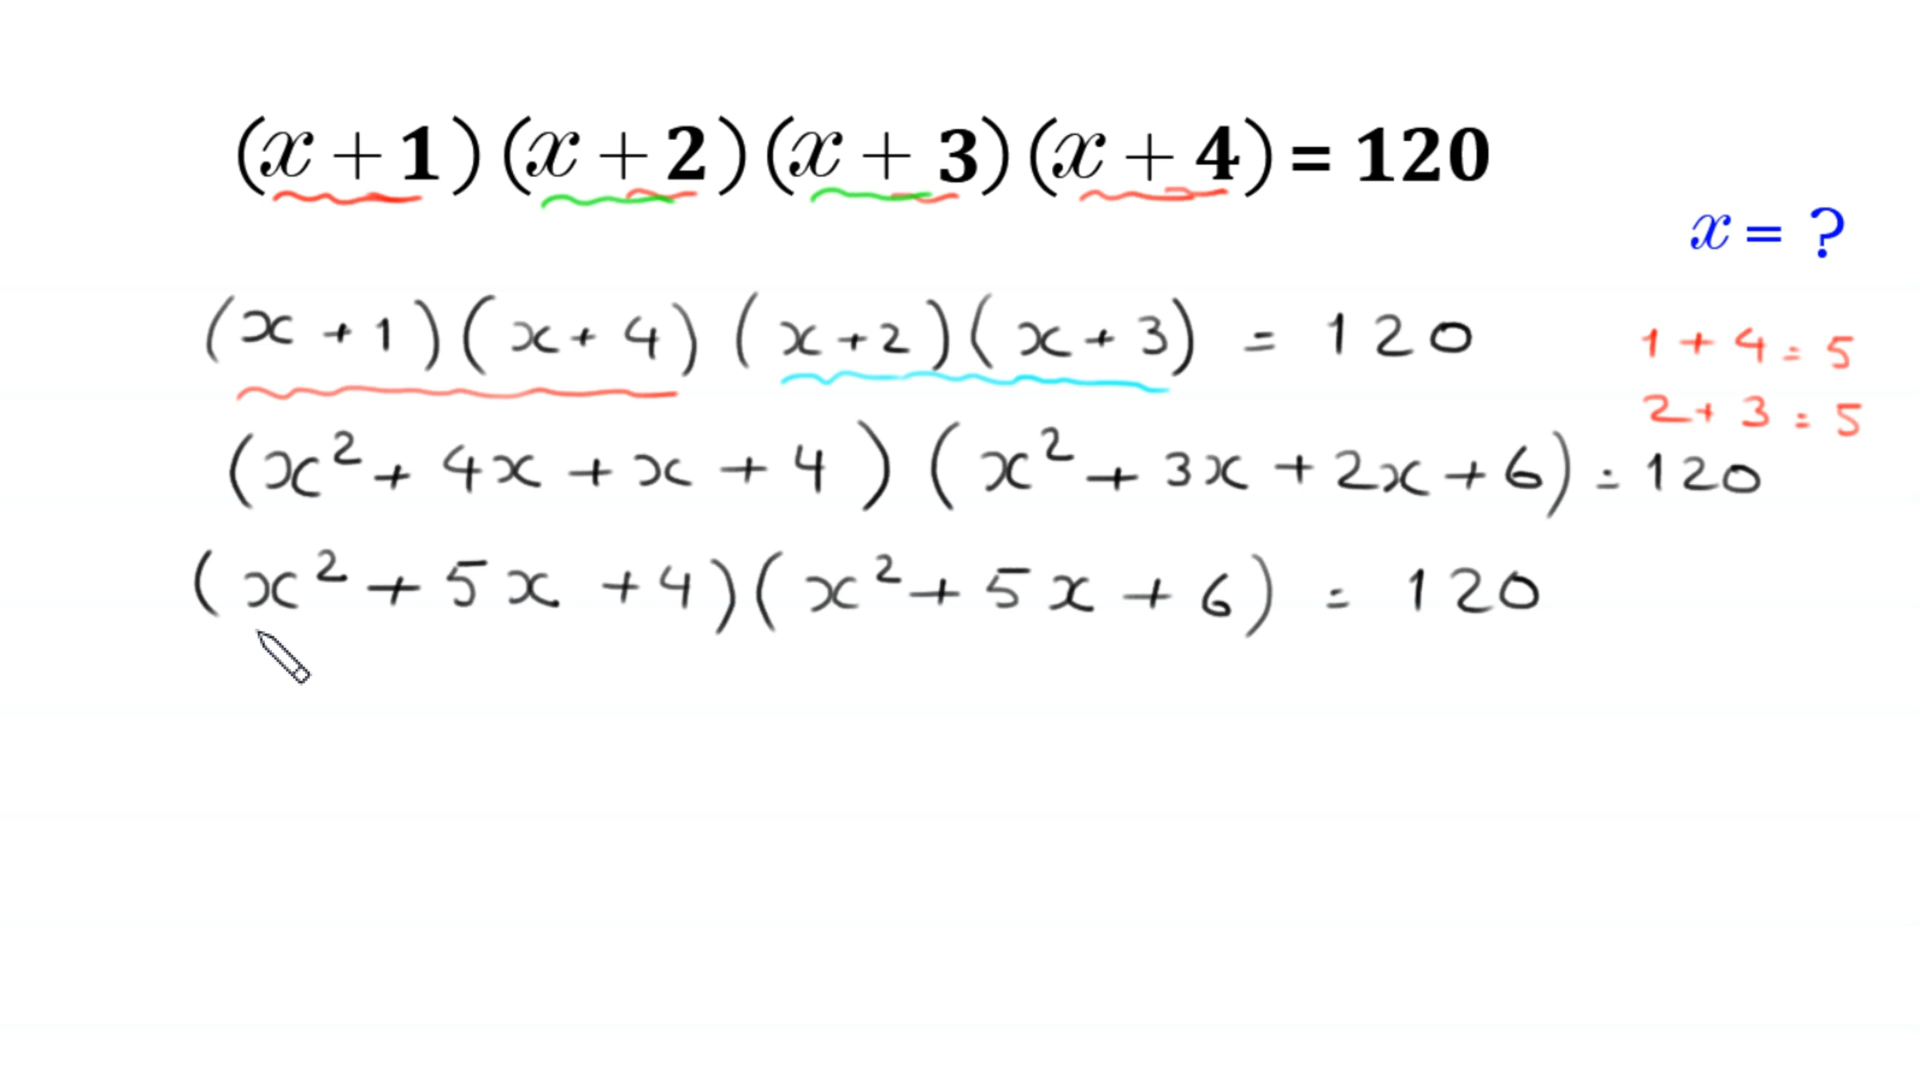 (x + 1)(x + 2)(x + 3)(x + 4) = 120
x = ?
(x + 1)(x + 4)(x + 2)(x + 3) = 120
1 + 4 = 5
2 + 3 = 5
(x² + 4x + x + 4)(x² + 3x + 2x + 6) = 120
(x² + 5x + 4)(x² + 5x + 6) = 120